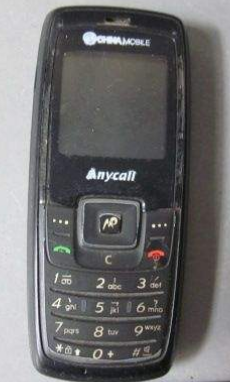 CHINA MOBILE
Anycall
C
1 2 abc 3 def
4 ghi 5 jkl 6 mno
7 pqrs 8 tuv 9 wxyz
* 0 + #